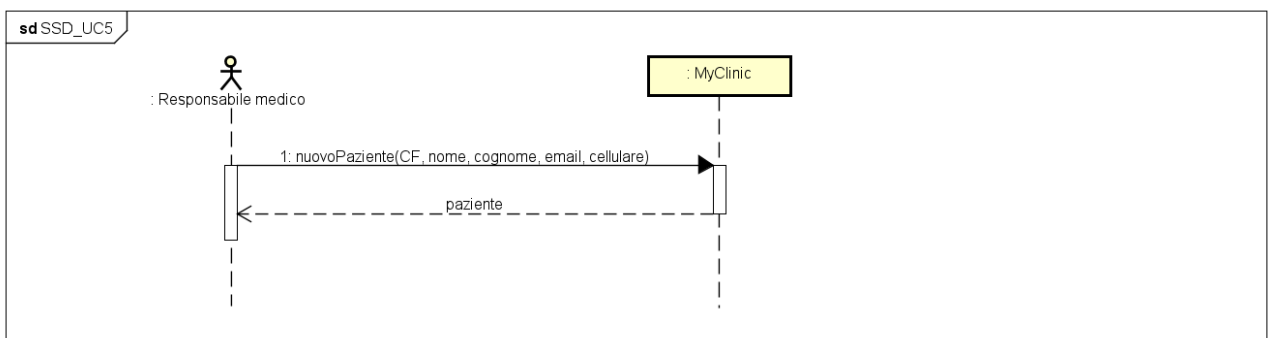 sd SSD_UC5
: Responsabile medico
: MyClinic
1: nuovoPaziente(CF, nome, cognome, email, cellulare)
paziente